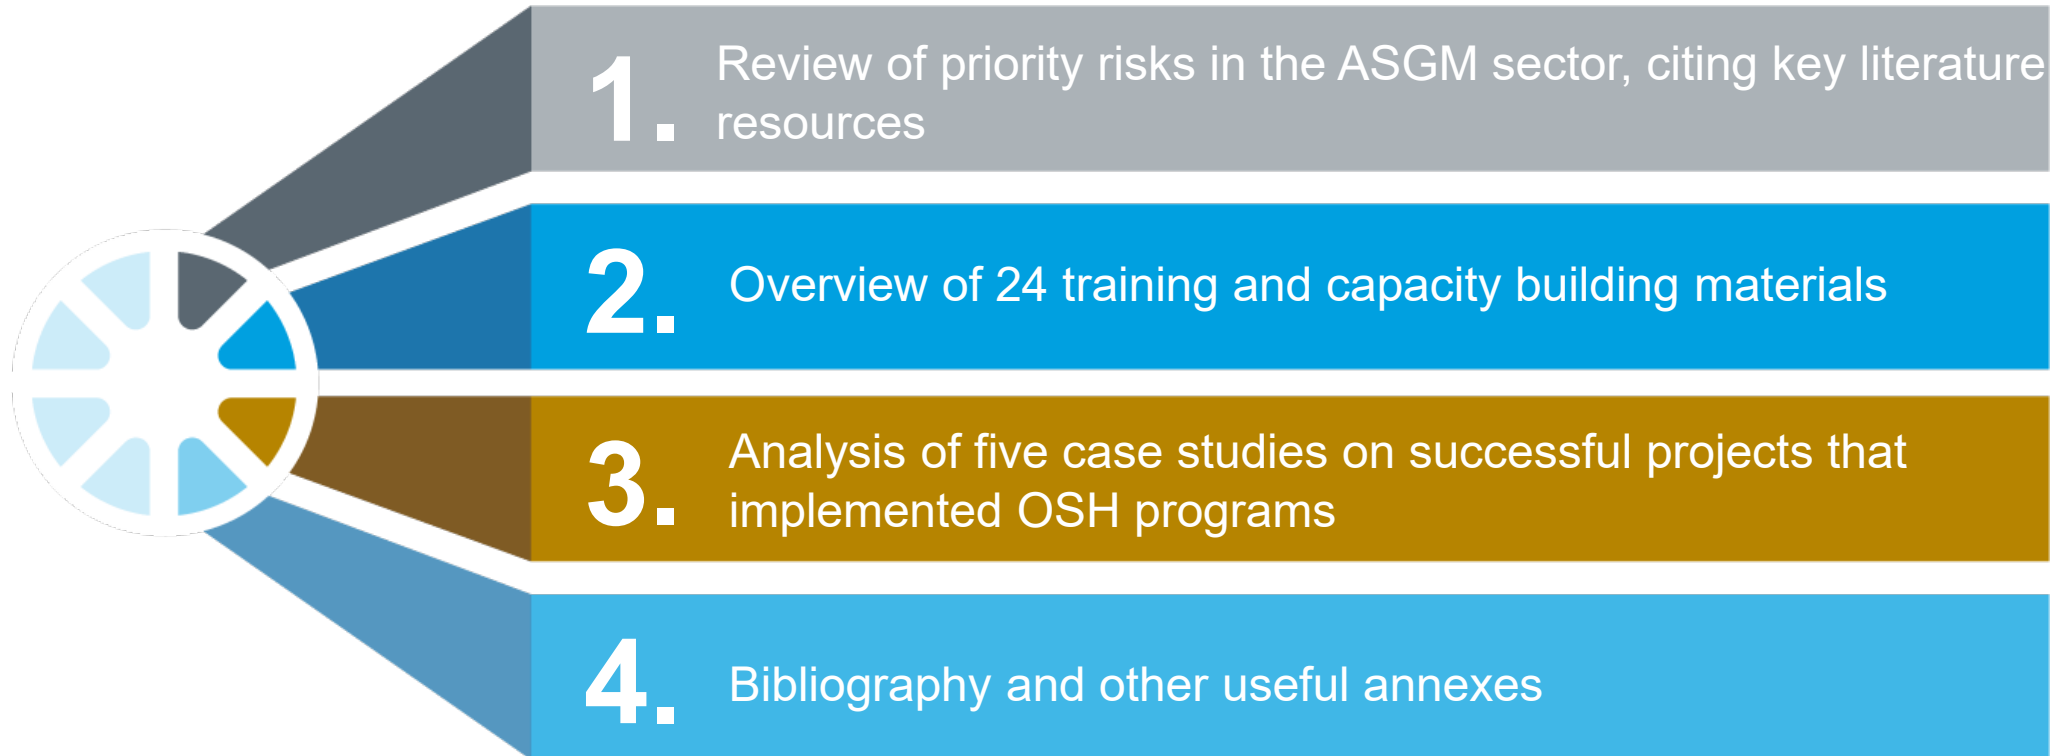 1. Review of priority risks in the ASGM sector, citing key literature
resources
2. Overview of 24 training and capacity building materials
3. Analysis of five case studies on successful projects that
implemented OSH programs
4. Bibliography and other useful annexes